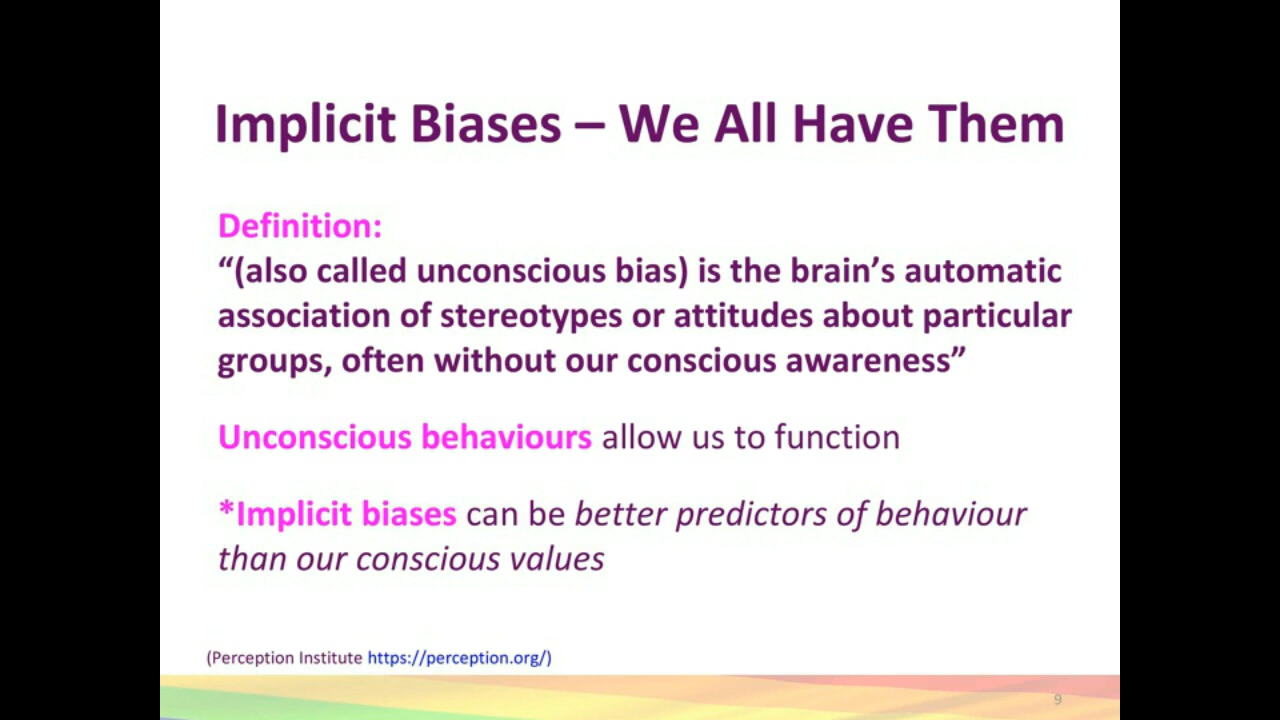 Implicit Biases – We All Have Them
Definition:
“(also called unconscious bias) is the brain’s automatic
association of stereotypes or attitudes about particular
groups, often without our conscious awareness”
Unconscious behaviours allow us to function
*Implicit biases can be better predictors of behaviour
than our conscious values
(Perception Institute https://perception.org/)
9